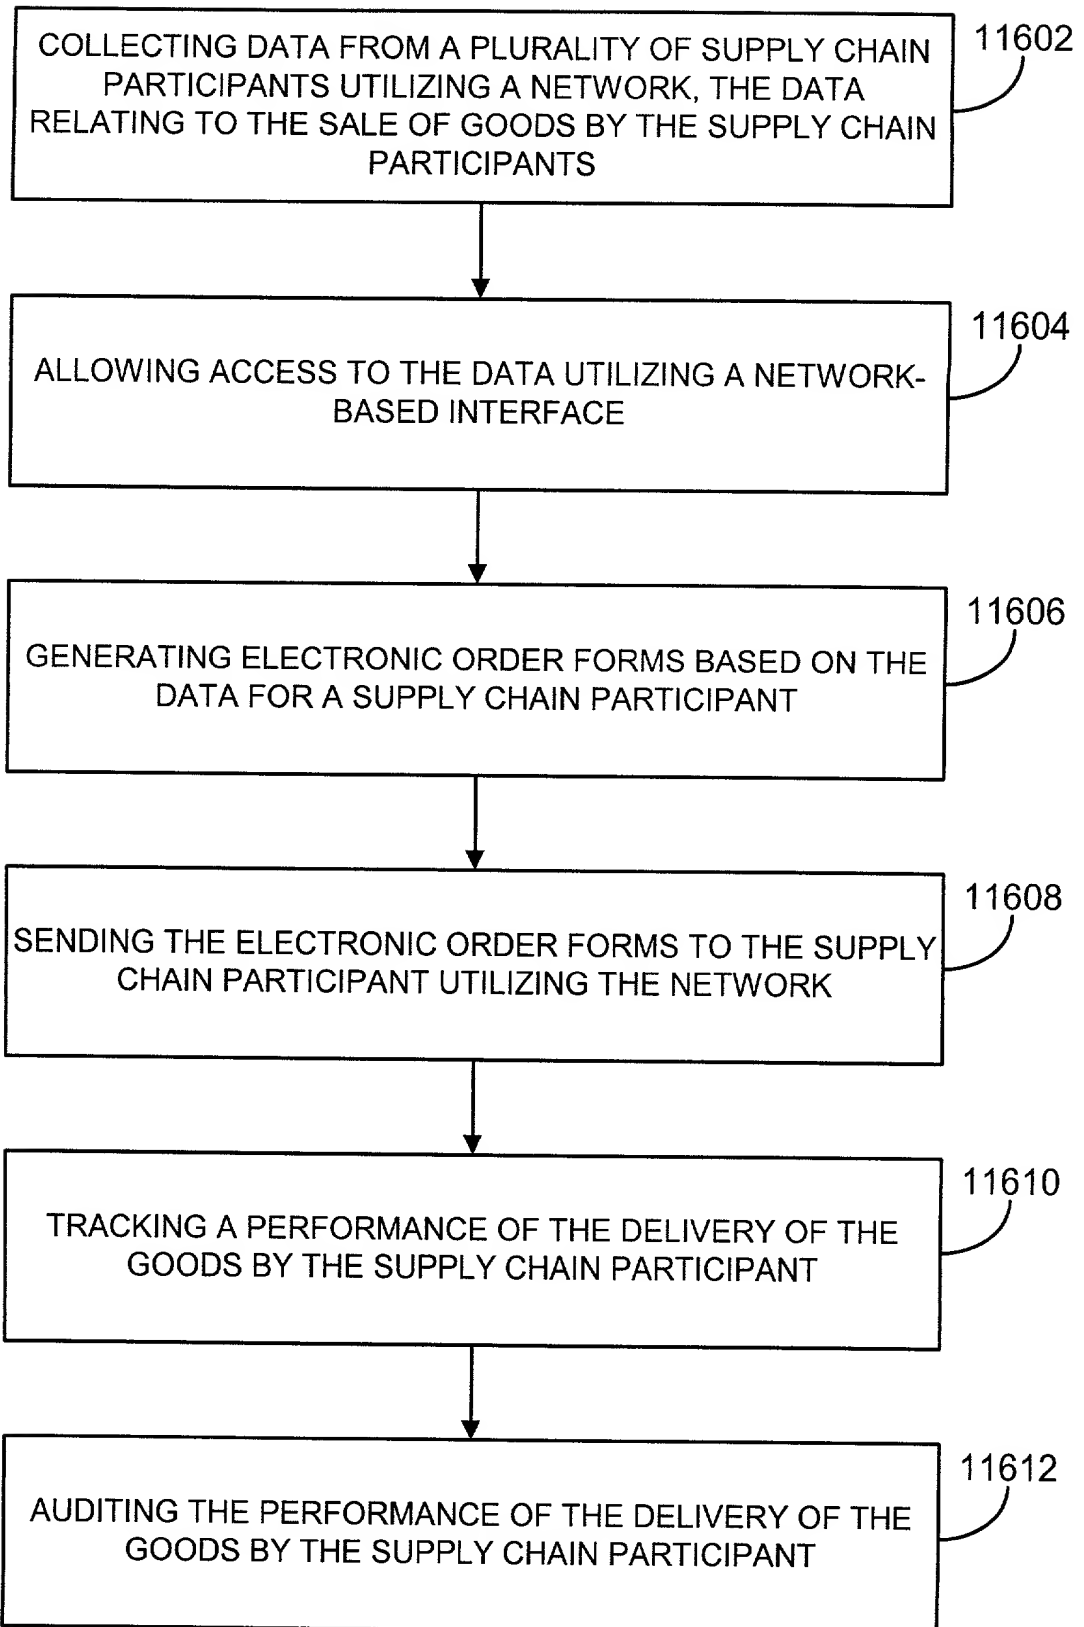 COLLECTING DATA FROM A PLURALITY OF SUPPLY CHAIN
PARTICIPANTS UTILIZING A NETWORK, THE DATA
RELATING TO THE SALE OF GOODS BY THE SUPPLY CHAIN
PARTICIPANTS
11602
ALLOWING ACCESS TO THE DATA UTILIZING A NETWORK-
BASED INTERFACE
11604
GENERATING ELECTRONIC ORDER FORMS BASED ON THE
DATA FOR A SUPPLY CHAIN PARTICIPANT
11606
SENDING THE ELECTRONIC ORDER FORMS TO THE SUPPLY
CHAIN PARTICIPANT UTILIZING THE NETWORK
11608
TRACKING A PERFORMANCE OF THE DELIVERY OF THE
GOODS BY THE SUPPLY CHAIN PARTICIPANT
11610
AUDITING THE PERFORMANCE OF THE DELIVERY OF THE
GOODS BY THE SUPPLY CHAIN PARTICIPANT
11612